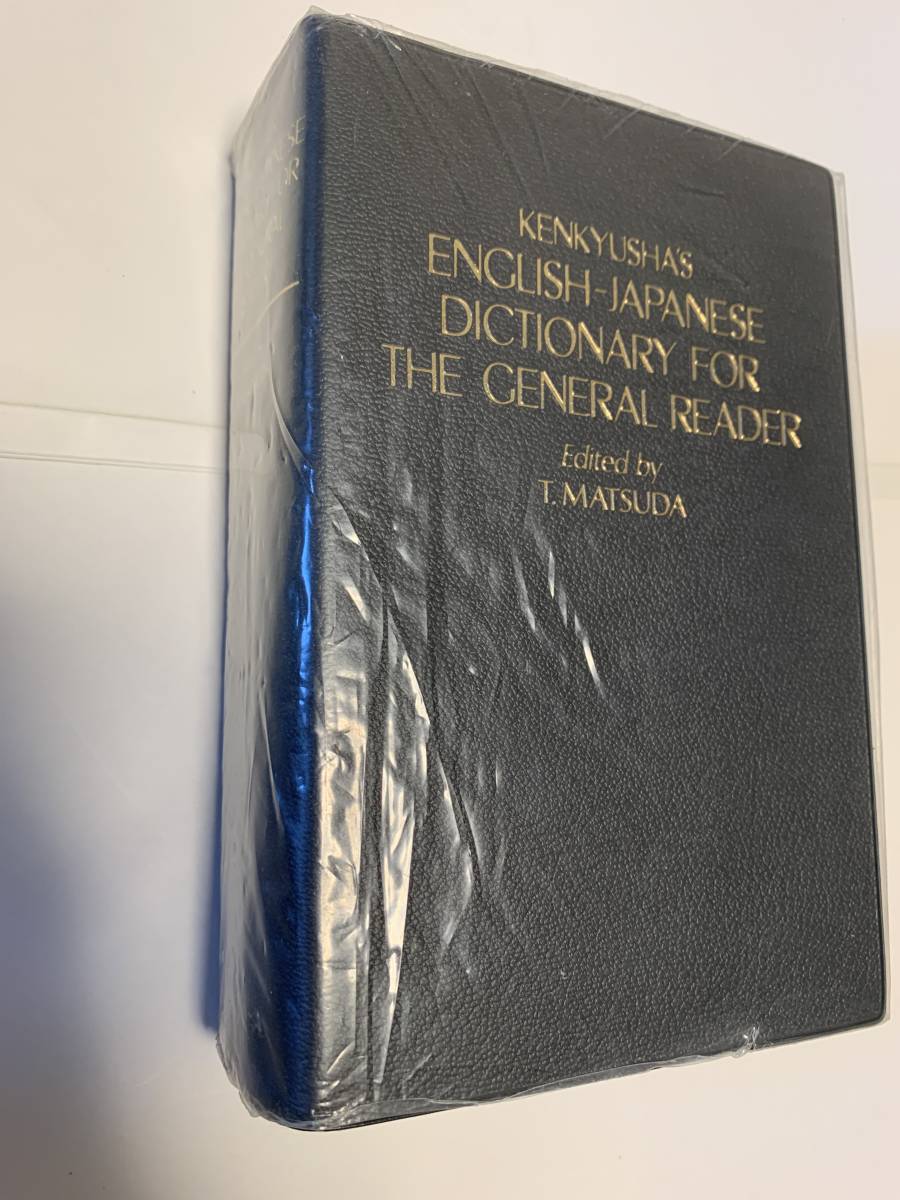 KENKYUSHA'S
ENGLISH-JAPANESE
DICTIONARY FOR
THE GENERAL READER
Edited by
T. MATSUDA